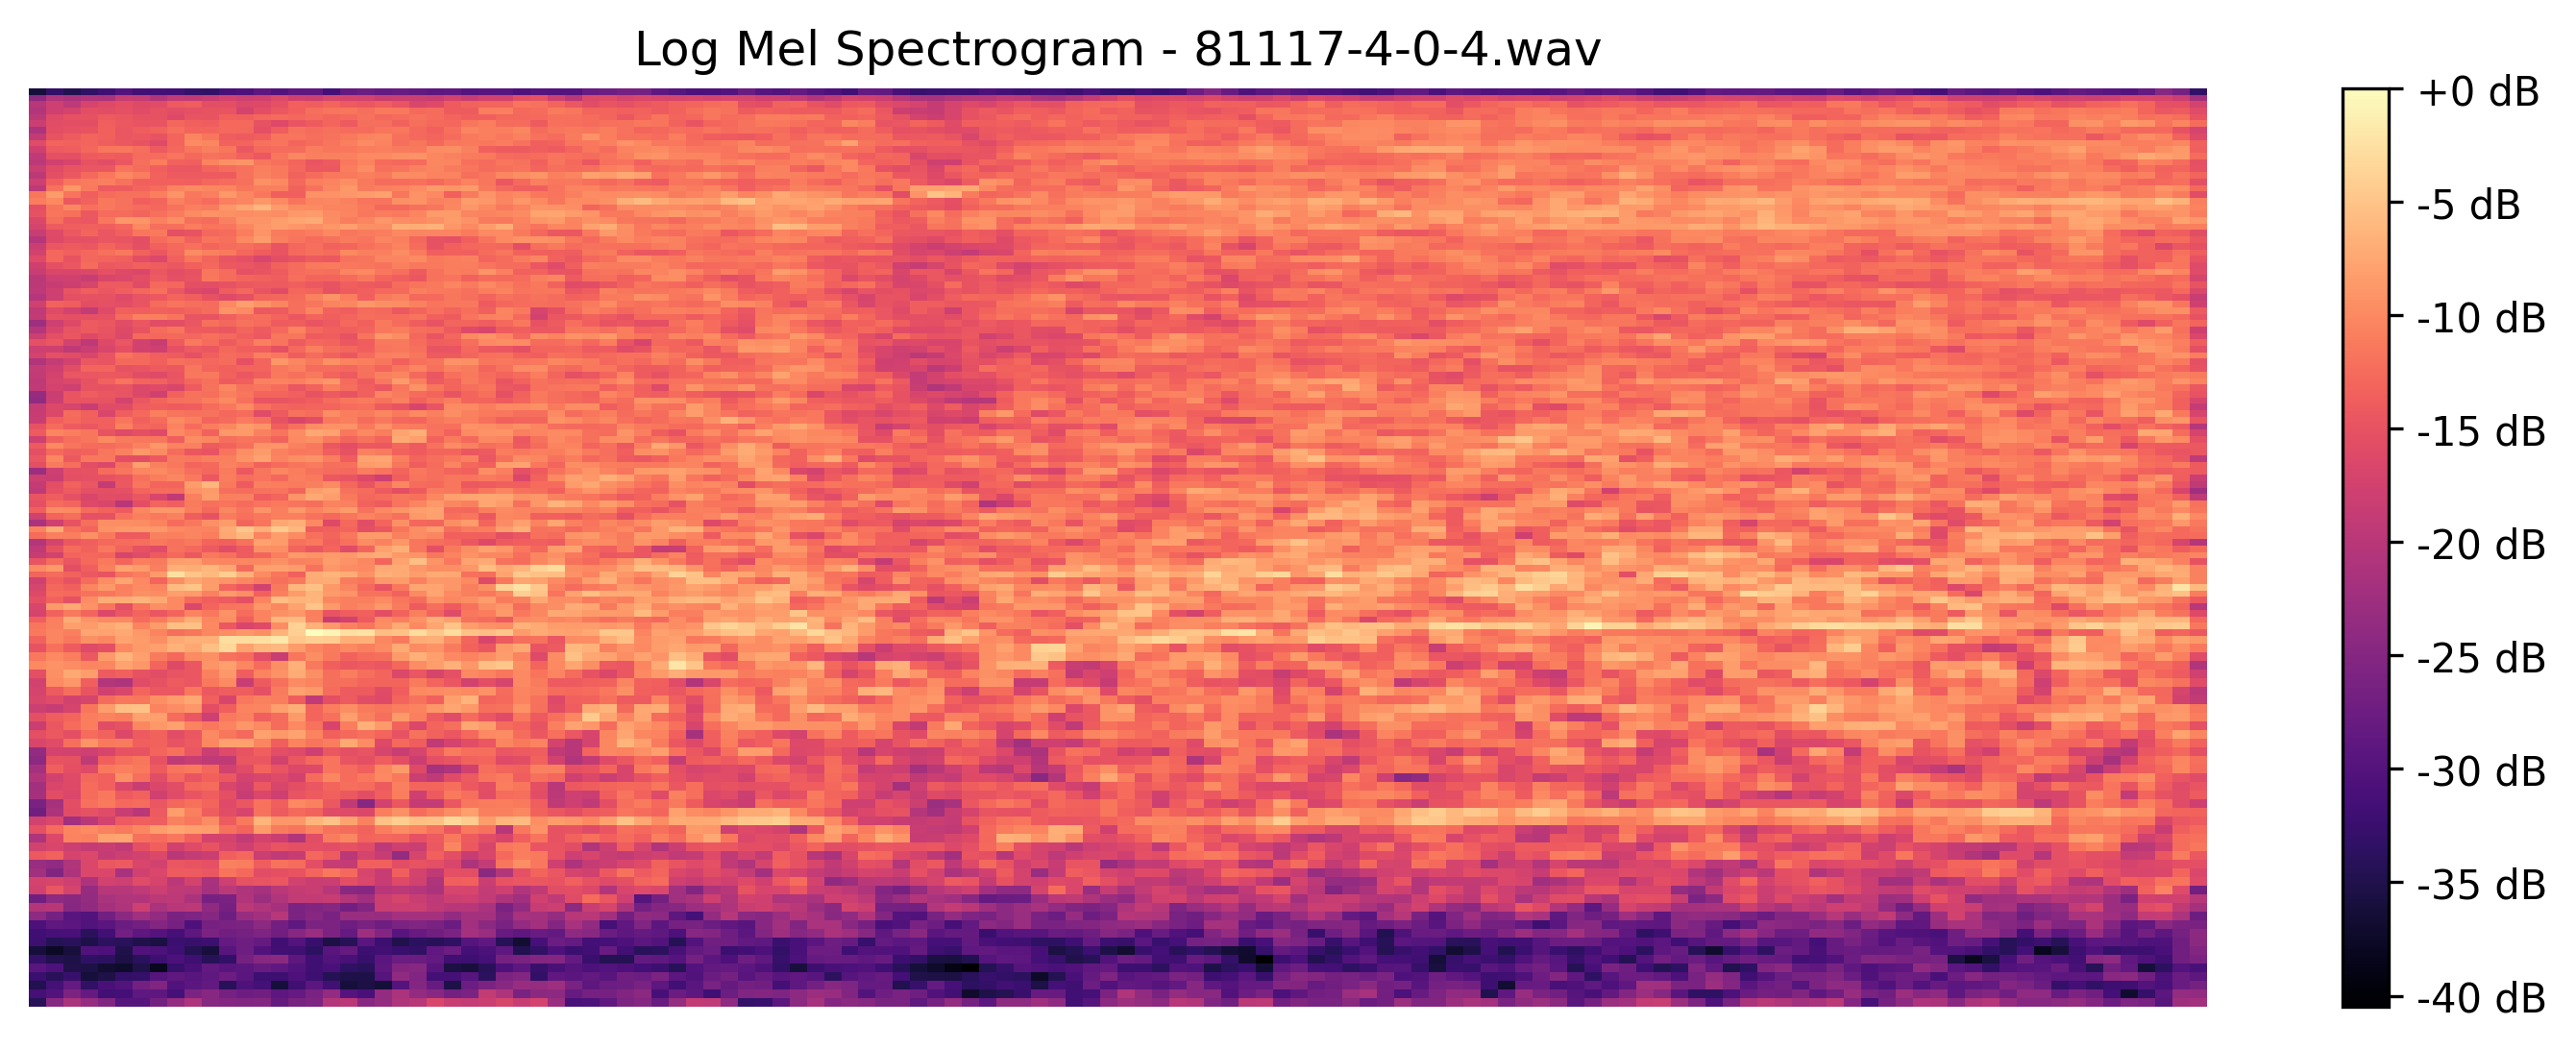 Log Mel Spectrogram - 81117-4-0-4.wav
+0 dB
-5 dB
-10 dB
-15 dB
-20 dB
-25 dB
-30 dB
-35 dB
-40 dB